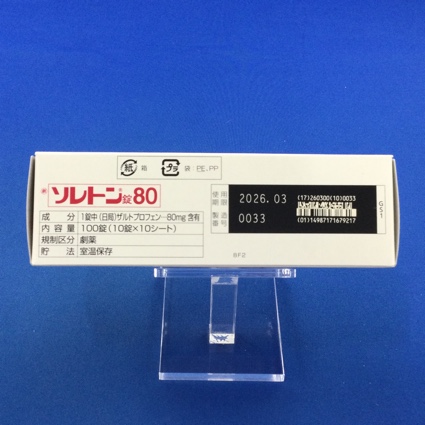 紙 箱 プラ 袋:PE,PP
ソレトン®錠80
成分 1錠中(日局)ザルトプロフェン…80mg 含有
内容量 100錠(10錠×10シート)
規制区分 劇薬
貯法 室温保存
使用期限 2026.03
製造番号 0033
(17)260300(10)0033
(01)14987171679217
GS1
BFZ